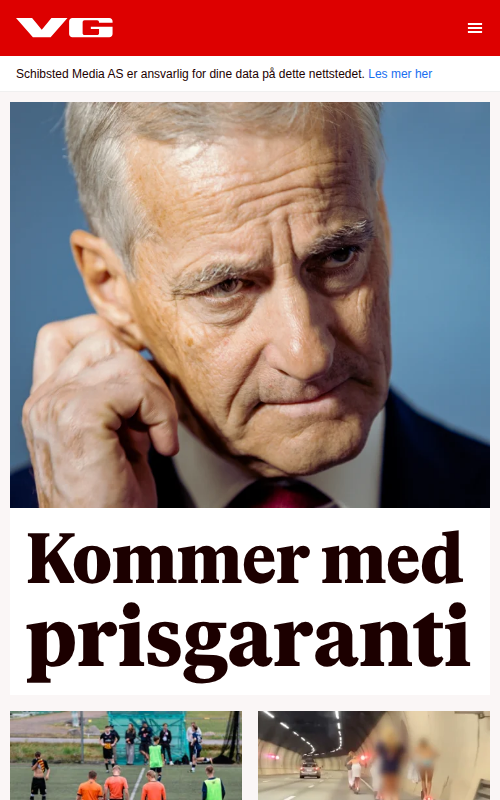 VG
Schibsted Media AS er ansvarlig for dine data på dette nettstedet. Les mer her
Kommer med
prisgaranti